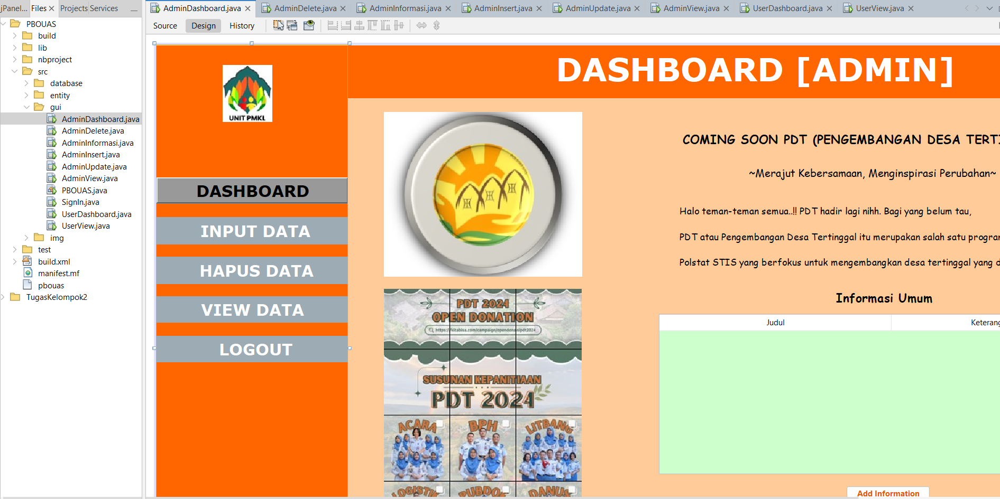 jPanel... Files Projects Services
PBOUAS
build
lib
nbproject
src
database
entity
gui
AdminDashboard.java
AdminDelete.java
AdminInformasi.java
AdminInsert.java
AdminUpdate.java
AdminView.java
PBOUAS.java
SignIn.java
UserDashboard.java
UserView.java
img
test
build.xml
manifest.mf
pbouas
TugasKelompok2
AdminDashboard.java AdminDelete.java AdminInformasi.java AdminInsert.java AdminUpdate.java AdminView.java UserDashboard.java UserView.java
Source Design History
UNIT PMKL
DASHBOARD
INPUT DATA
HAPUS DATA
VIEW DATA
LOGOUT
DASHBOARD [ADMIN]
PDT 2024
OPEN DONATION
https://kitabisa.com/campaign/opendonasipdt2024
SUSUNAN KEPANITIAAN
PDT 2024
ACARA BPH LITBANG
LOGISTIK PUBDOK DANUS
COMING SOON PDT (PENGEMBANGAN DESA TERTI
~Merajut Kebersamaan, Menginspirasi Perubahan~
Halo teman-teman semua..!! PDT hadir lagi nihh. Bagi yang belum tau,
PDT atau Pengembangan Desa Tertinggal itu merupakan salah satu progra
Polstat STIS yang berfokus untuk mengembangkan desa tertinggal yang d
Informasi Umum
Judul Keterang
Add Information